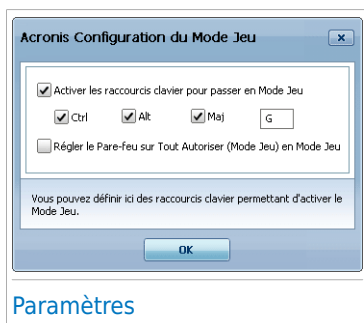 Acronis Configuration du Mode Jeu
Activer les raccourcis clavier pour passer en Mode Jeu
Ctrl Alt Maj G
Régler le Pare-feu sur Tout Autoriser (Mode Jeu) en Mode Jeu
Vous pouvez définir ici des raccourcis clavier permettant d'activer le
Mode Jeu.
OK
Paramètres